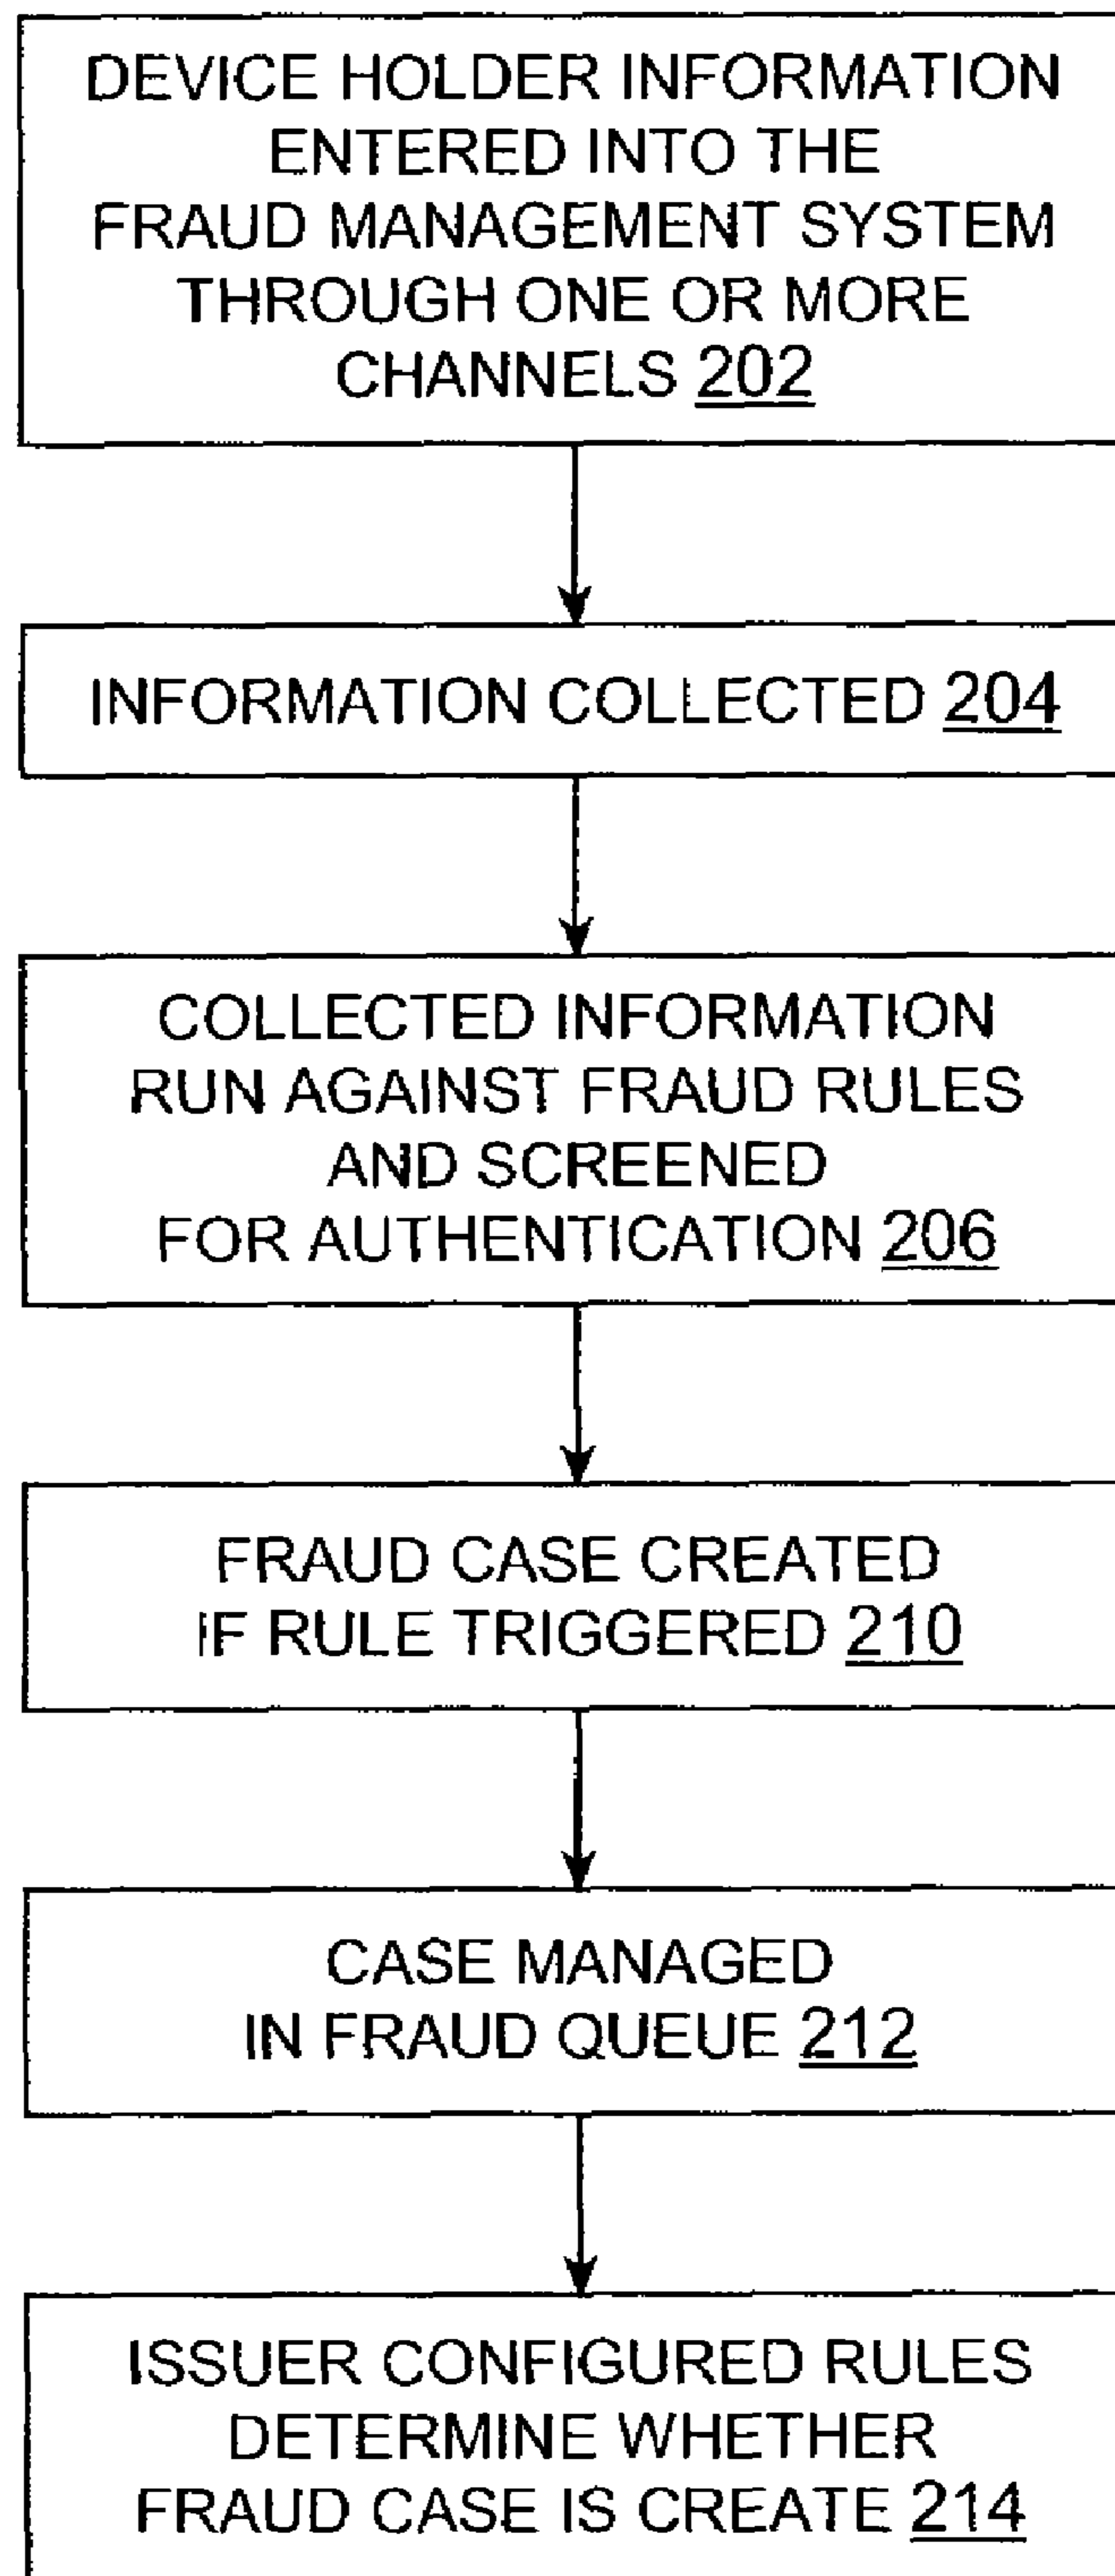 DEVICE HOLDER INFORMATION
ENTERED INTO THE
FRAUD MANAGEMENT SYSTEM
THROUGH ONE OR MORE
CHANNELS 202
INFORMATION COLLECTED 204
COLLECTED INFORMATION
RUN AGAINST FRAUD RULES
AND SCREENED
FOR AUTHENTICATION 206
FRAUD CASE CREATED
IF RULE TRIGGERED 210
CASE MANAGED
IN FRAUD QUEUE 212
ISSUER CONFIGURED RULES
DETERMINE WHETHER
FRAUD CASE IS CREATE 214